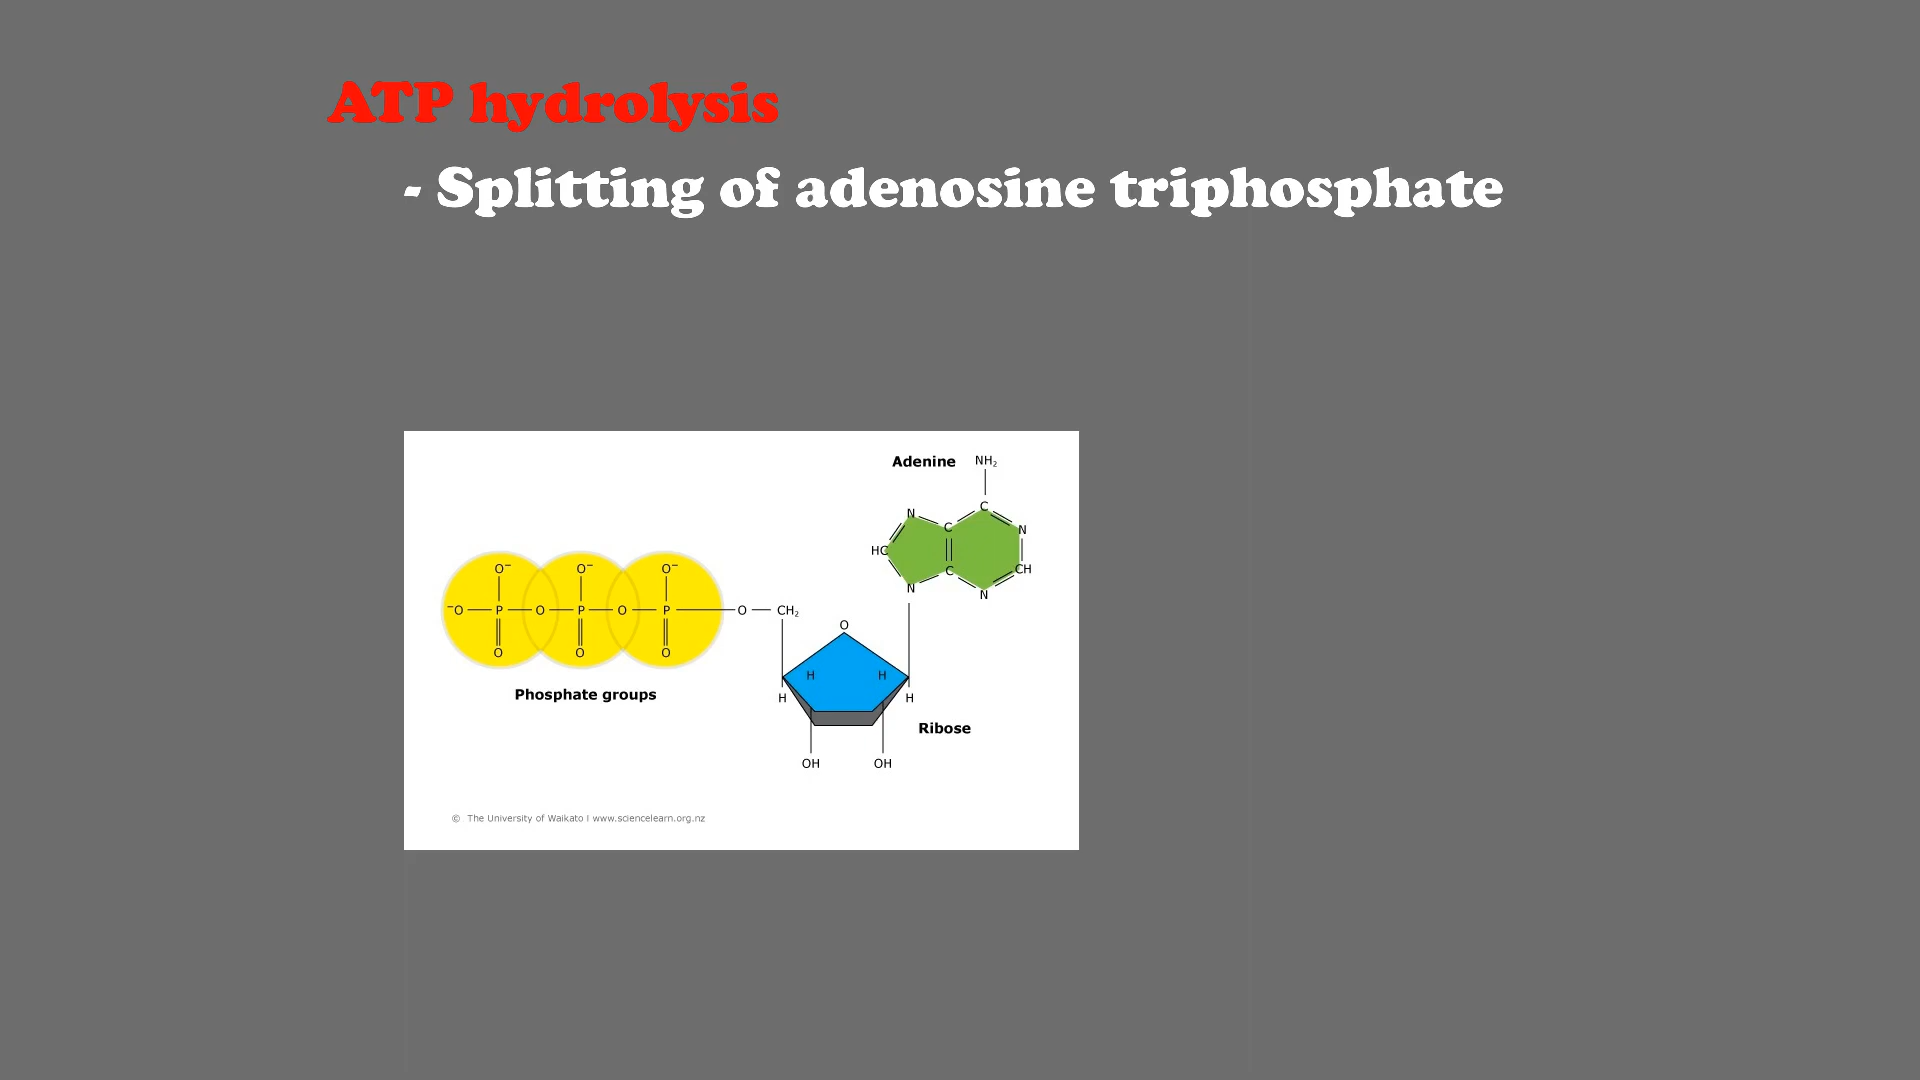 ATP hydrolysis
- Splitting of adenosine triphosphate
Adenine NH₂
C
N C N
HC
C CH
N N
O⁻ O⁻ O⁻
⁻O P O P O P O CH₂
O O O
O
H H
H H
Phosphate groups
Ribose
OH OH
© The University of Waikato I www.sciencelearn.org.nz